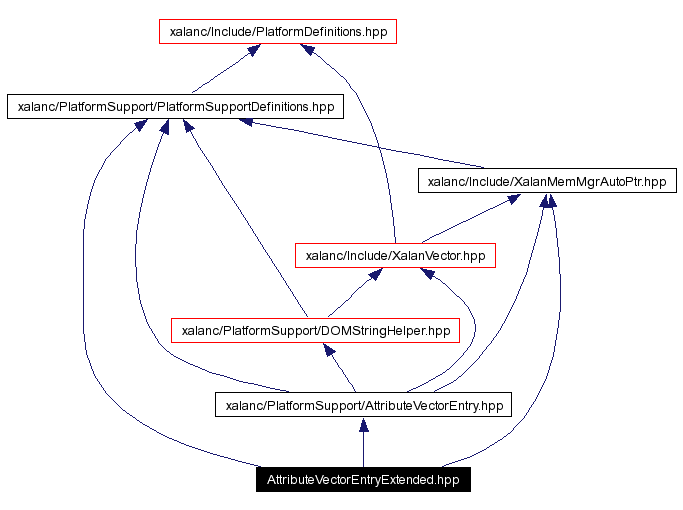 xalanc/Include/PlatformDefinitions.hpp
xalanc/PlatformSupport/PlatformSupportDefinitions.hpp
xalanc/Include/XalanMemMgrAutoPtr.hpp
xalanc/Include/XalanVector.hpp
xalanc/PlatformSupport/DOMStringHelper.hpp
xalanc/PlatformSupport/AttributeVectorEntry.hpp
AttributeVectorEntryExtended.hpp